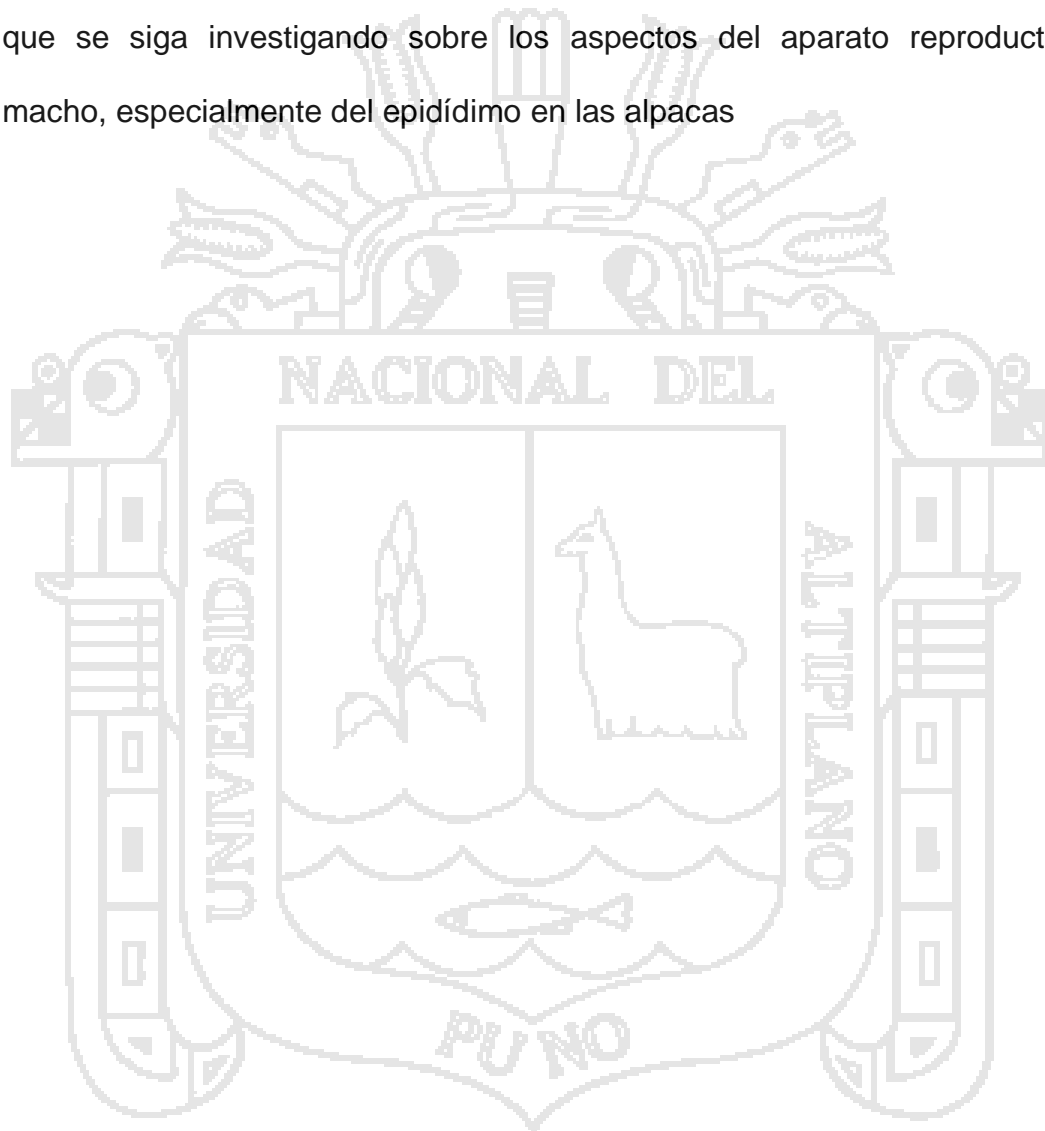 que se siga investigando sobre los aspectos del aparato reproduct
macho, especialmente del epidídimo en las alpacas
NACIONAL DEL
UNIVERSIDAD
ALTIPLANO
PUNO